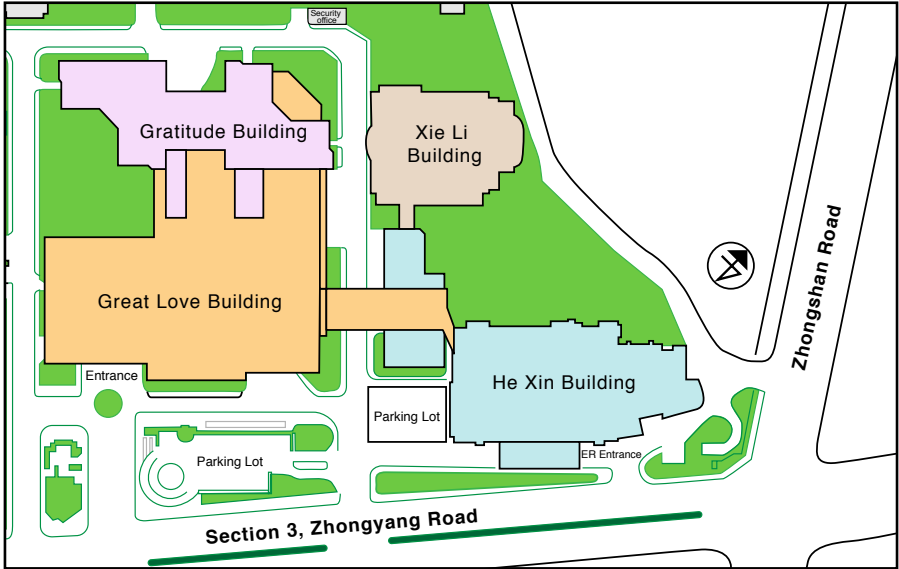 Security
office
Gratitude Building
Xie Li
Building
Zhongshan Road
Great Love Building
Entrance
He Xin Building
Parking Lot
ER Entrance
Parking Lot
Section 3, Zhongyang Road